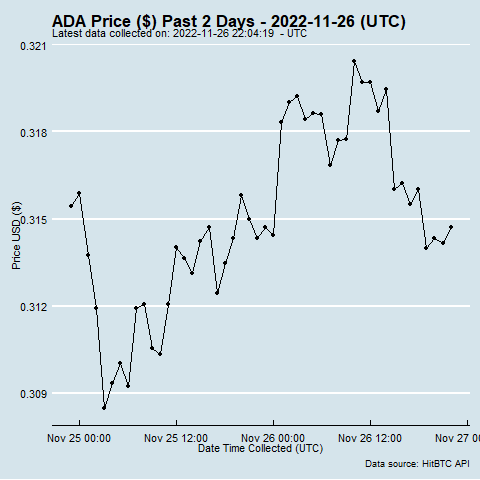 ADA Price ($) Past 2 Days - 2022-11-26 (UTC)
Latest data collected on: 2022-11-26 22:04:19  - UTC
0.321
0.318
0.315
0.312
0.309
Price USD ($)
Nov 25 00:00 Nov 25 12:00 Nov 26 00:00 Nov 26 12:00 Nov 27 00
Date Time Collected (UTC)
Data source: HitBTC API